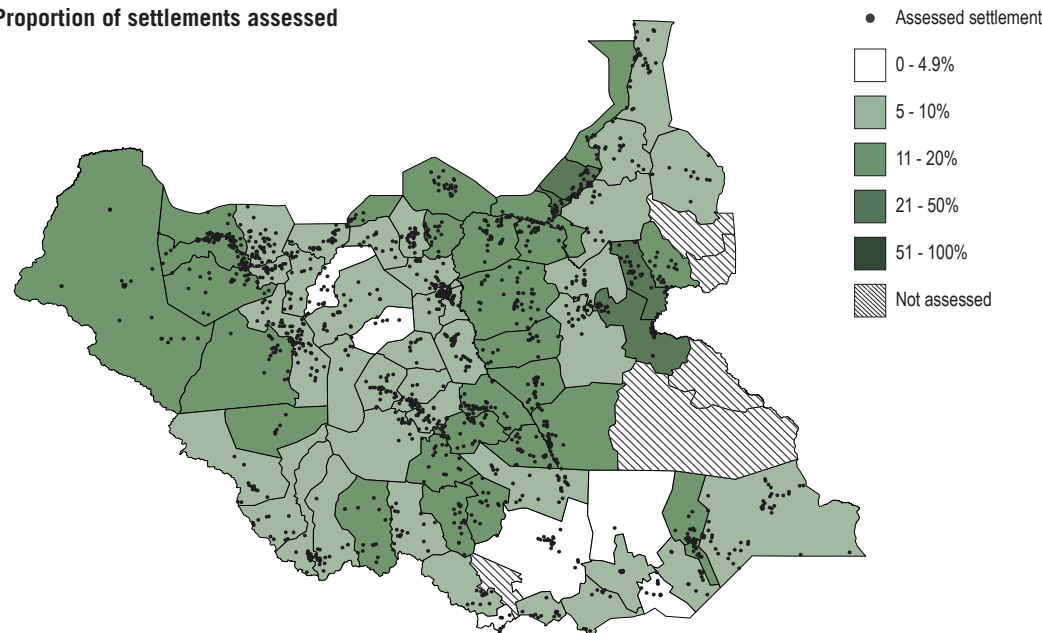 Proportion of settlements assessed
Assessed settlement
0 - 4.9%
5 - 10%
11 - 20%
21 - 50%
51 - 100%
Not assessed